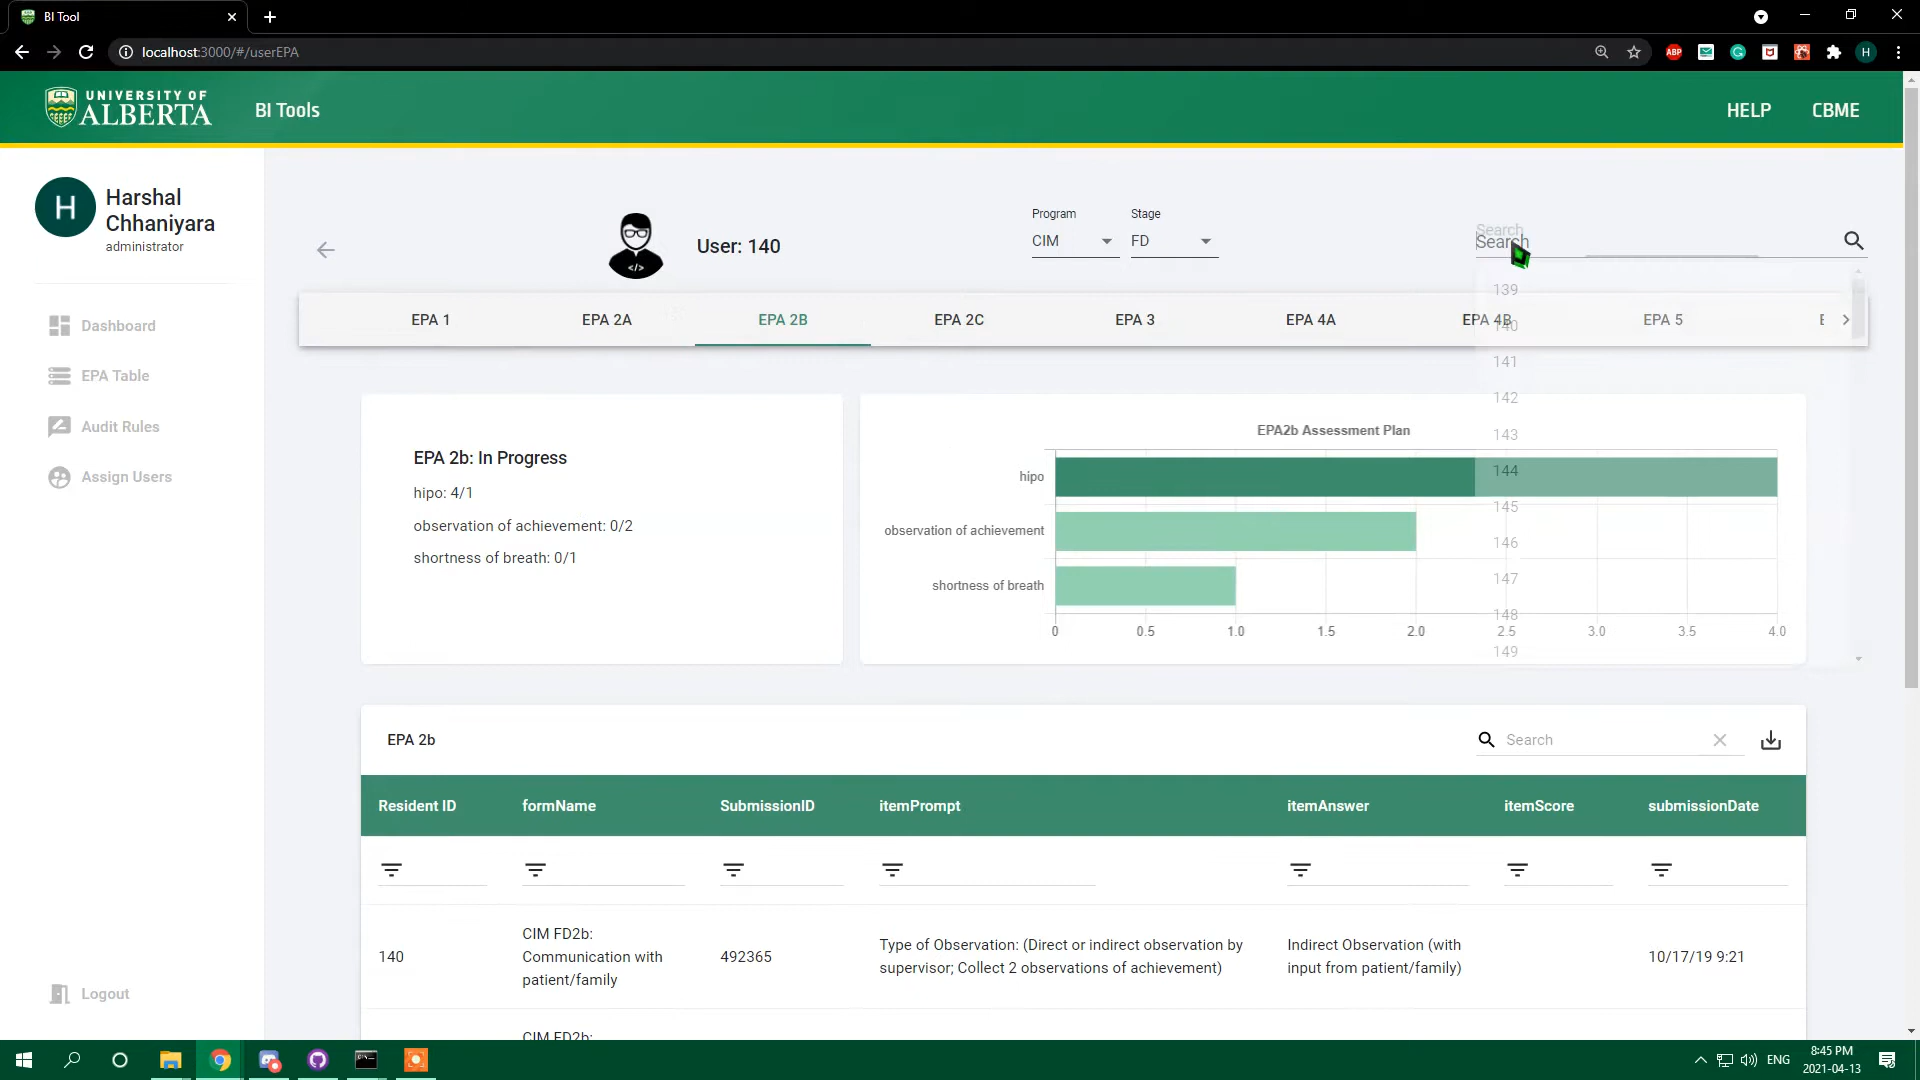 BI Tool
localhost:3000/#/userEPA
ABP
H
UNIVERSITY OF
ALBERTA
BI Tools
HELP
CBME
H
Harshal
Chhaniyara
administrator
Dashboard
EPA Table
Audit Rules
Assign Users
Logout
User: 140
Program
CIM
Stage
FD
Search
Search
139
140
141
142
143
144
145
146
147
148
149
EPA 1
EPA 2A
EPA 2B
EPA 2C
EPA 3
EPA 4A
EPA 4B
EPA 5
E
EPA 2b: In Progress
hipo: 4/1
observation of achievement: 0/2
shortness of breath: 0/1
EPA2b Assessment Plan
hipo
observation of achievement
shortness of breath
0 0.5 1.0 1.5 2.0 2.5 3.0 3.5 4.0
EPA 2b
Search
Resident ID formName SubmissionID itemPrompt itemAnswer itemScore submissionDate
140
CIM FD2b:
Communication with
patient/family
492365
Type of Observation: (Direct or indirect observation by
supervisor; Collect 2 observations of achievement)
Indirect Observation (with
input from patient/family)
10/17/19 9:21
CIM FD2b:
ENG
8:45 PM
2021-04-13